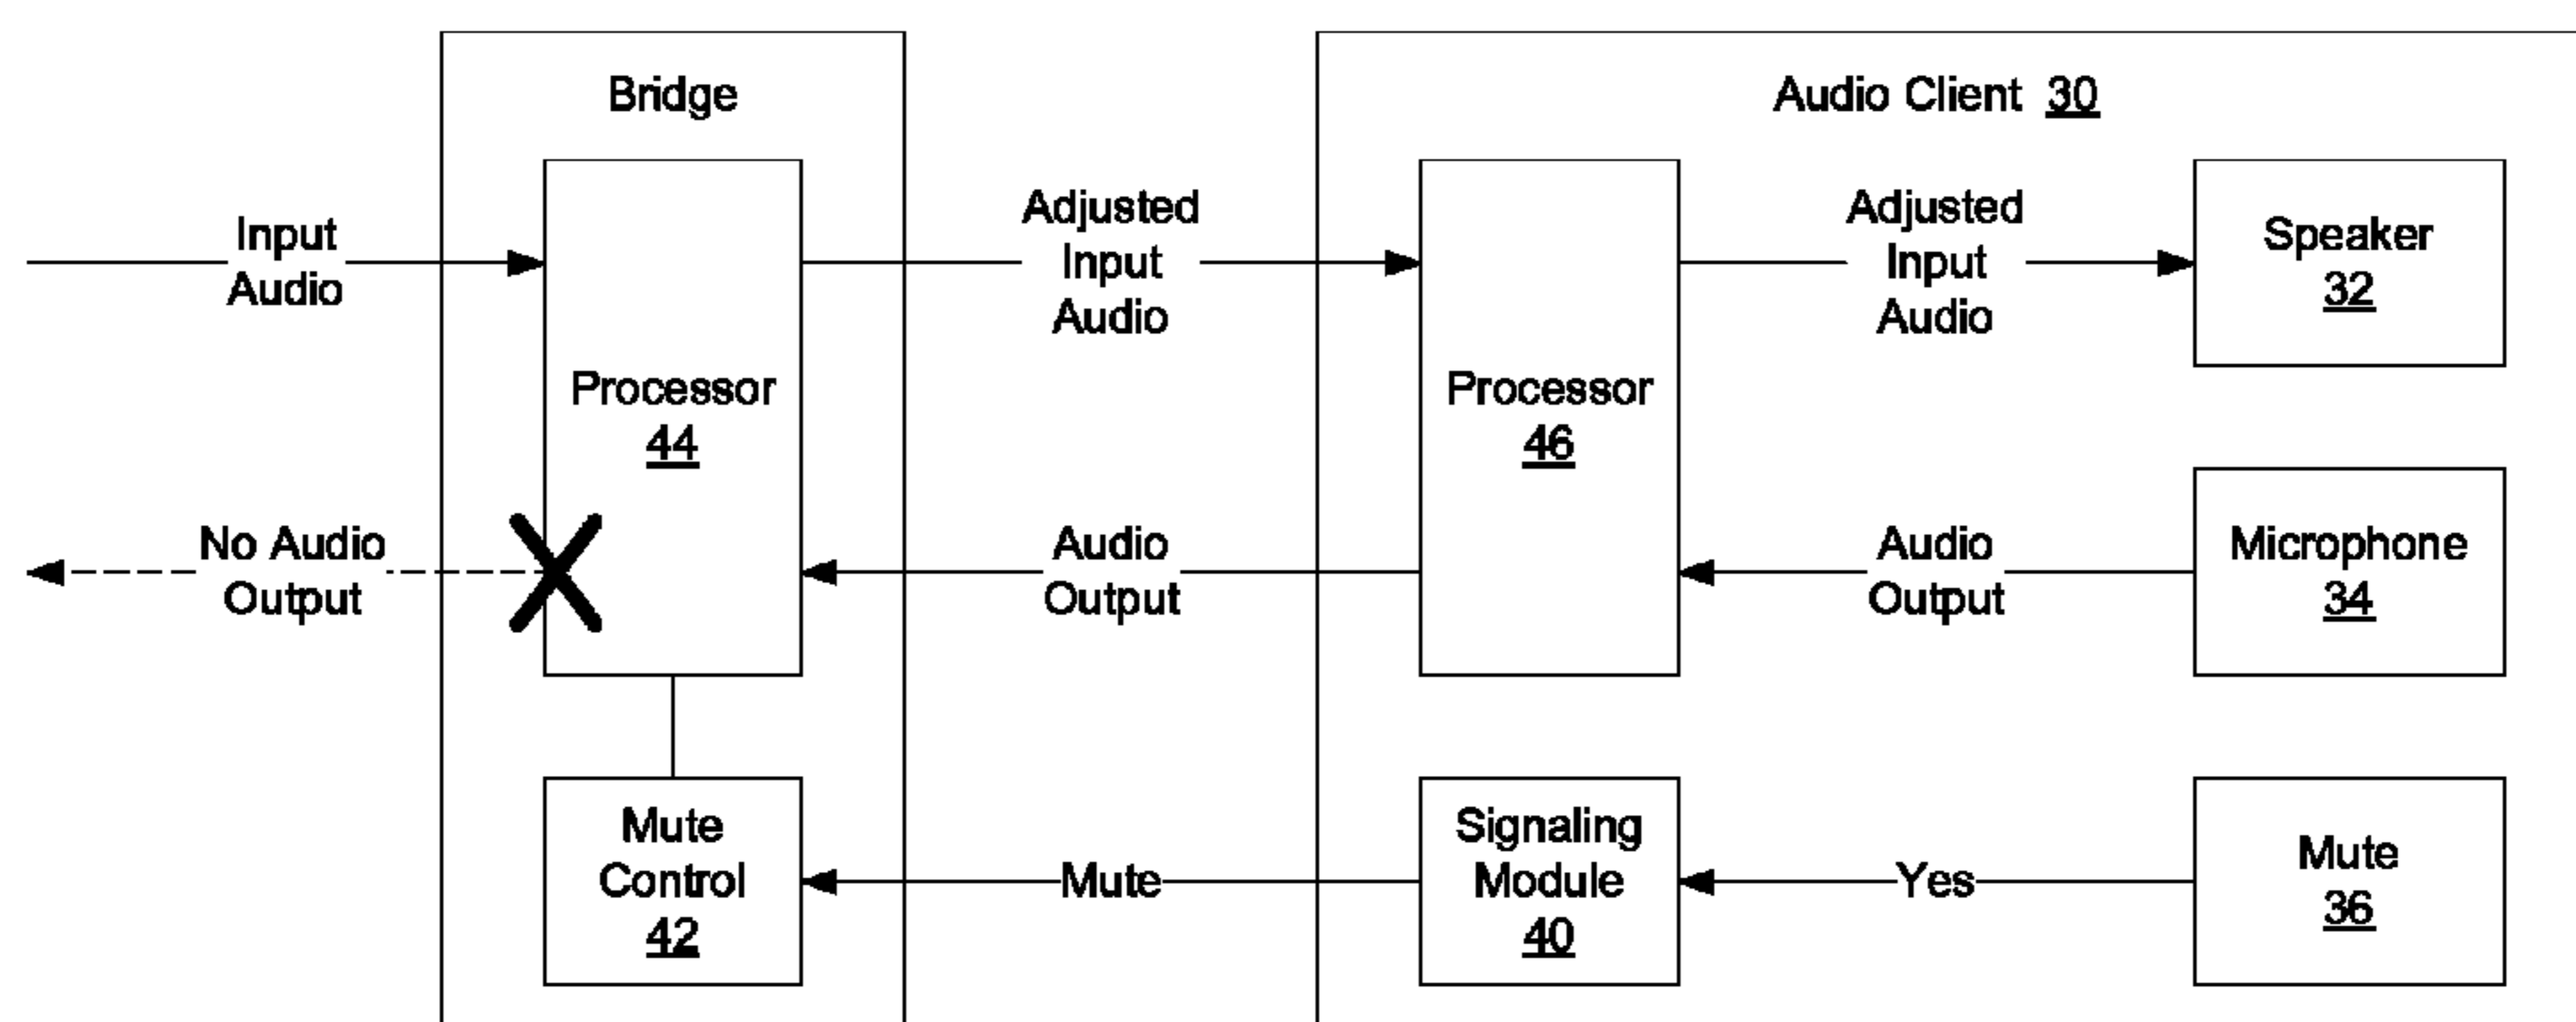 Bridge
Audio Client 30
Input
Audio
Adjusted
Input
Audio
Adjusted
Input
Audio
Speaker
32
Processor
44
Processor
46
No Audio
Output
Audio
Output
Audio
Output
Microphone
34
Mute
Control
42
Mute
Signaling
Module
40
Yes
Mute
36